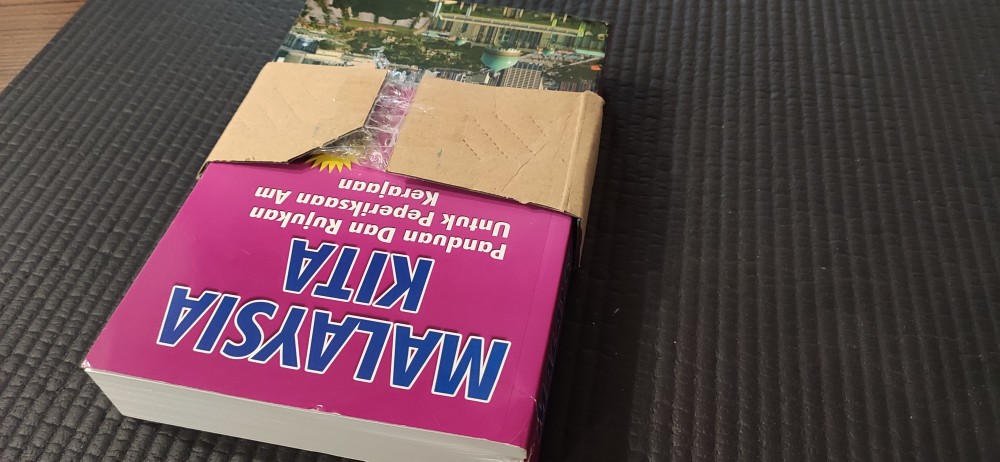 MALAYSIA
KITA
Panduan Dan Rujukan
Untuk Peperiksaan Am
Kerajaan